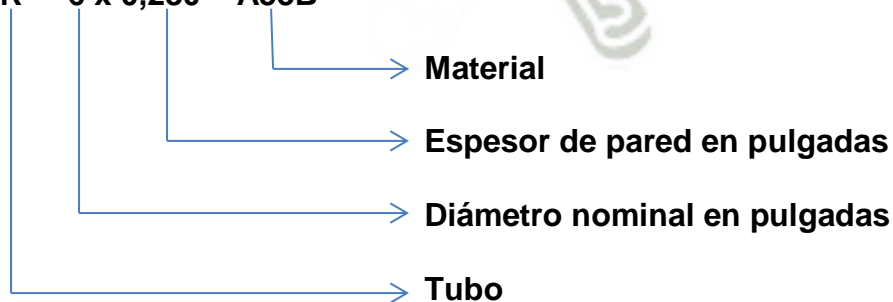 Material
Espesor de pared en pulgadas
Diámetro nominal en pulgadas
Tubo